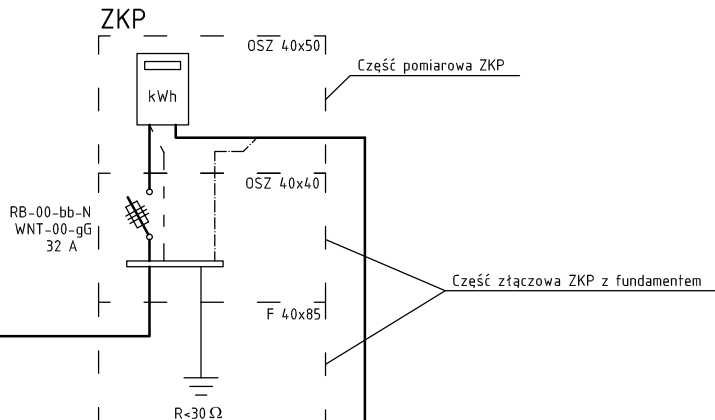 ZKP
OSZ 40x50
Część pomiarowa ZKP
kWh
OSZ 40x40
RB-00-bb-N
WNT-00-gG
32 A
Część złączowa ZKP z fundamentem
F 40x85
R<30Ω